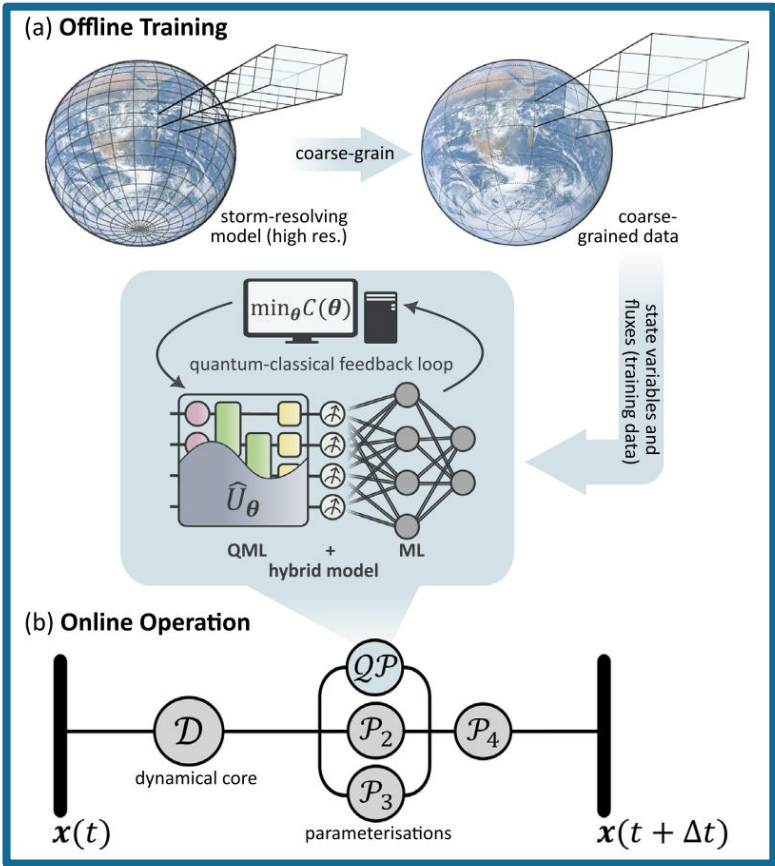 (a) Offline Training
coarse-grain
storm-resolving
model (high res.)
coarse-
grained data
state variables and
fluxes (training data)
min_θ C(θ)
quantum-classical feedback loop
Û_θ
QML + ML
hybrid model
(b) Online Operation
QP
D
P₂
P₄
dynamical core
P₃
x(t)
parameterisations
x(t + Δt)